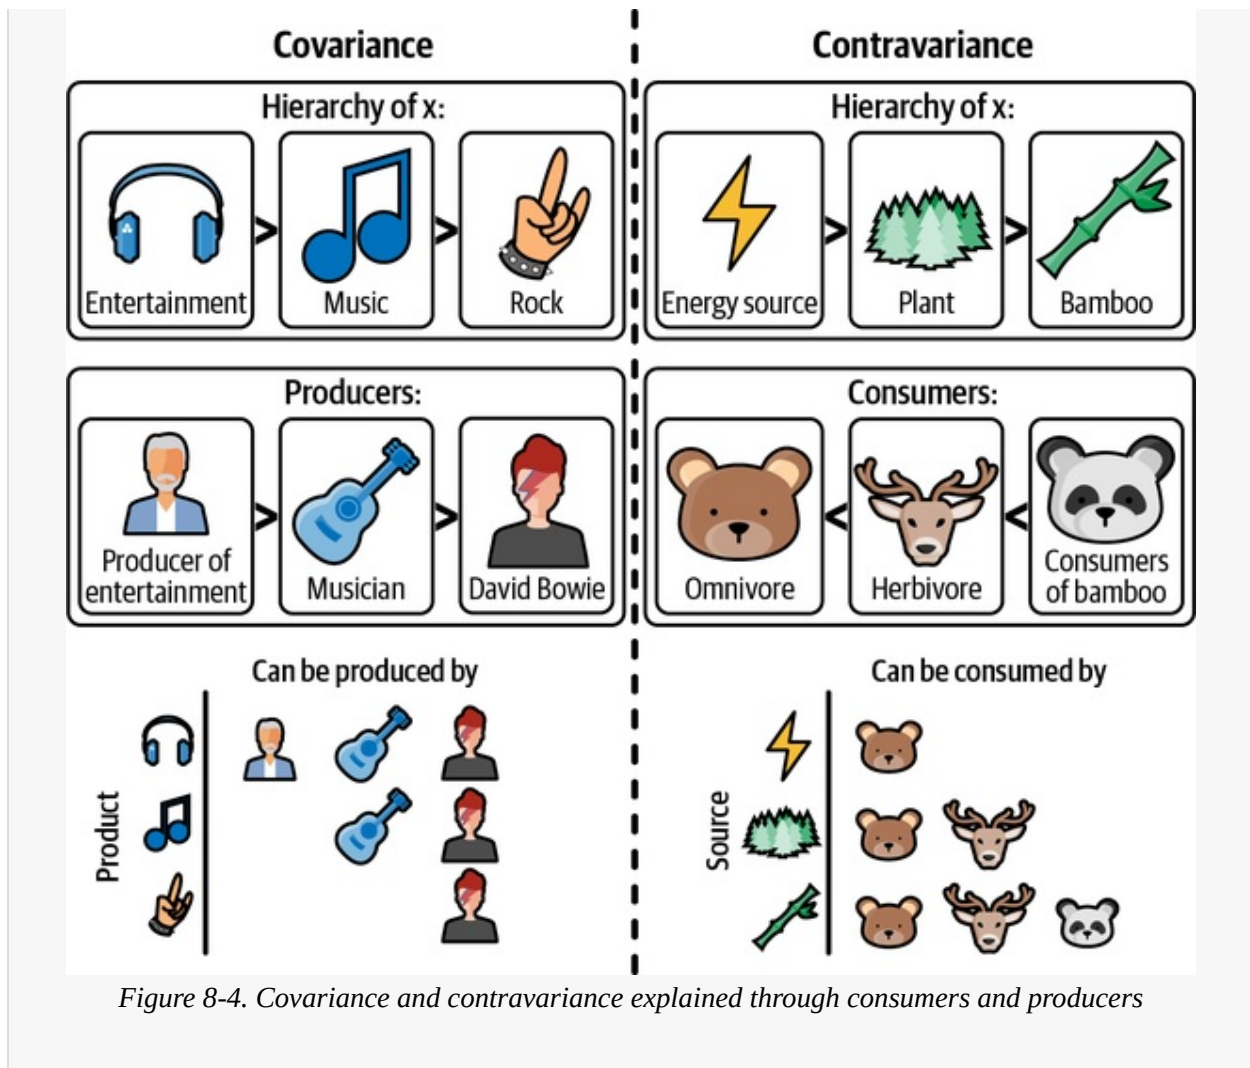 Covariance
Hierarchy of x:
Entertainment
>
Music
>
Rock
Producers:
Producer of
entertainment
>
Musician
>
David Bowie
Can be produced by
Product
Contravariance
Hierarchy of x:
Energy source
>
Plant
>
Bamboo
Consumers:
Omnivore
<
Herbivore
<
Consumers
of bamboo
Can be consumed by
Source
Figure 8-4. Covariance and contravariance explained through consumers and producers